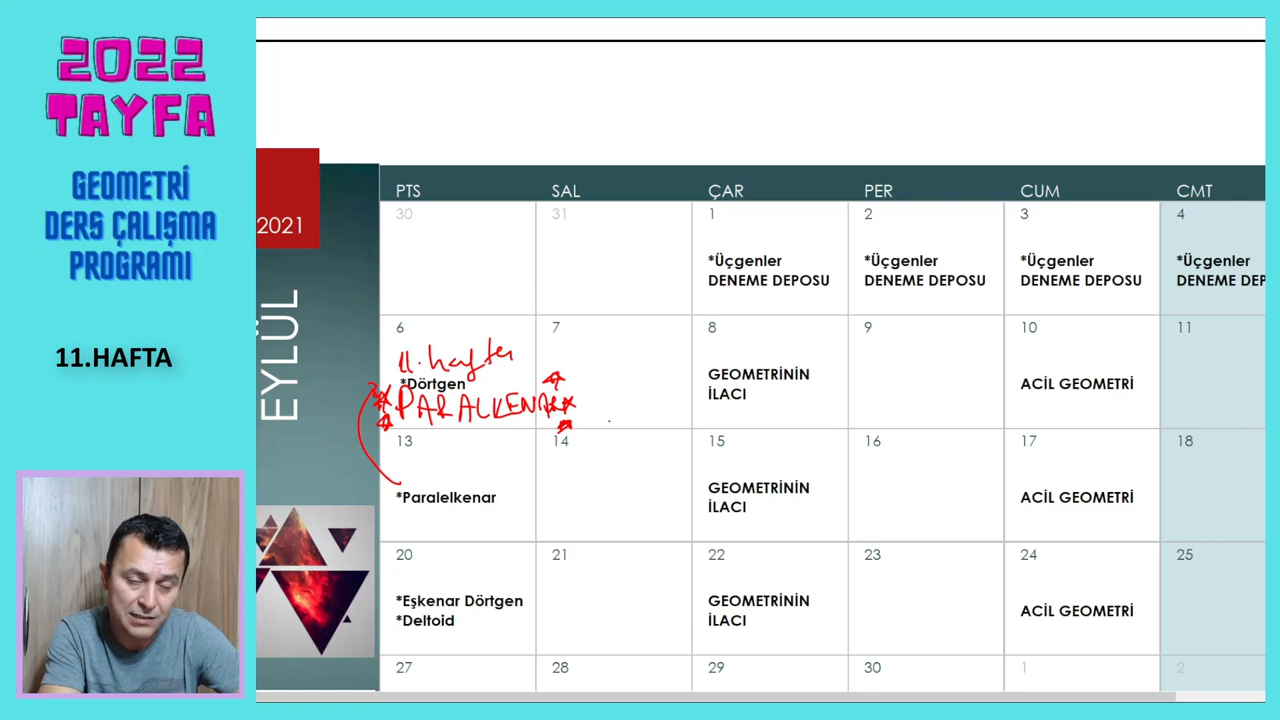 2022
TAYFA
GEOMETRİ
DERS ÇALIŞMA
PROGRAMI
11.HAFTA
2021
EYLÜL
PTS SAL ÇAR PER CUM CMT
30 31 1 2 3 4
*Üçgenler *Üçgenler *Üçgenler *Üçgenler
DENEME DEPOSU DENEME DEPOSU DENEME DEPOSU DENEME DEP
6 7 8 9 10 11
11. hafta
*Dörtgen
PARALKENAR
GEOMETRİNİN
İLACI
ACİL GEOMETRİ
13 14 15 16 17 18
*Paralelkenar
GEOMETRİNİN
İLACI
ACİL GEOMETRİ
20 21 22 23 24 25
*Eşkenar Dörtgen
*Deltoid
GEOMETRİNİN
İLACI
ACİL GEOMETRİ
27 28 29 30 1 2